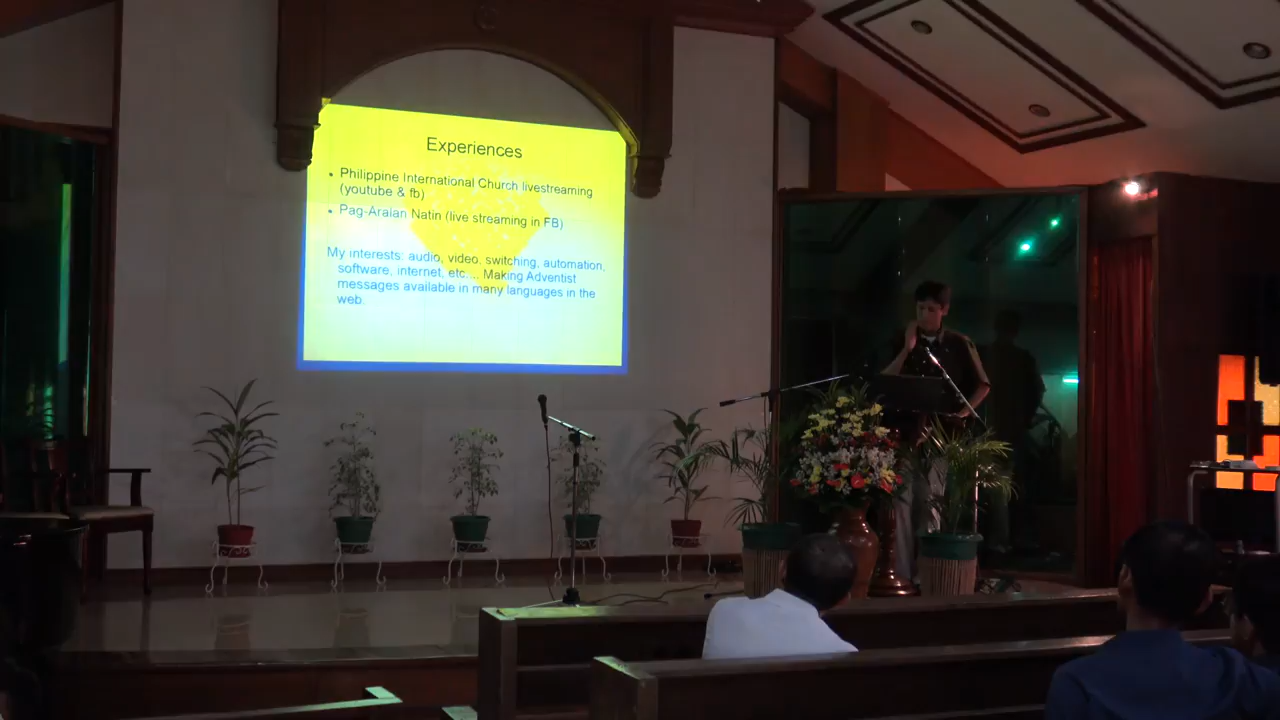 Experiences
• Philippine International Church livestreaming
(youtube & fb)
• Pag-Aralan Natin (live streaming in FB)
My interests: audio, video. switching, automation,
software, internet, etc.... Making Adventist
messages available in many languages in the
web.